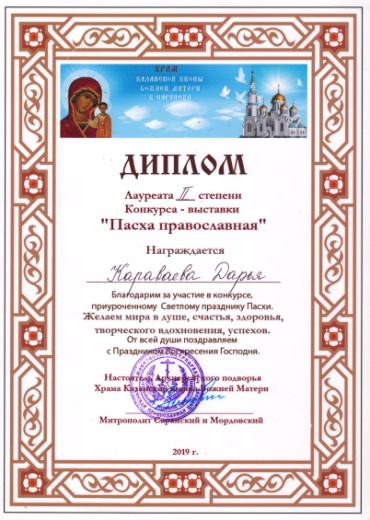 ХРАМ
КАЗАНСКОЙ ИКОНЫ
БОЖИЕЙ МАТЕРИ
В САРАНСКЕ
ДИПЛОМ
Лауреата II степени
Конкурса - выставки
"Пасха православная"
Награждается
Караваева Дарья
Благодарим за участие в конкурсе,
приуроченному Светлому празднику Пасхи.
Желаем мира в душе, счастья, здоровья,
творческого вдохновения, успехов.
От всей души поздравляем
с Праздником Воскресения Господня.
Настоятель Архиерейского подворья
Храма Казанской иконы Божией Матери
Митрополит Саранский и Мордовский
2019 г.